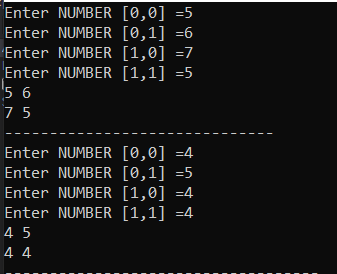 Enter NUMBER [0,0] =5
Enter NUMBER [0,1] =6
Enter NUMBER [1,0] =7
Enter NUMBER [1,1] =5
5 6
7 5
------------------------------
Enter NUMBER [0,0] =4
Enter NUMBER [0,1] =5
Enter NUMBER [1,0] =4
Enter NUMBER [1,1] =4
4 5
4 4
-----------------------------------